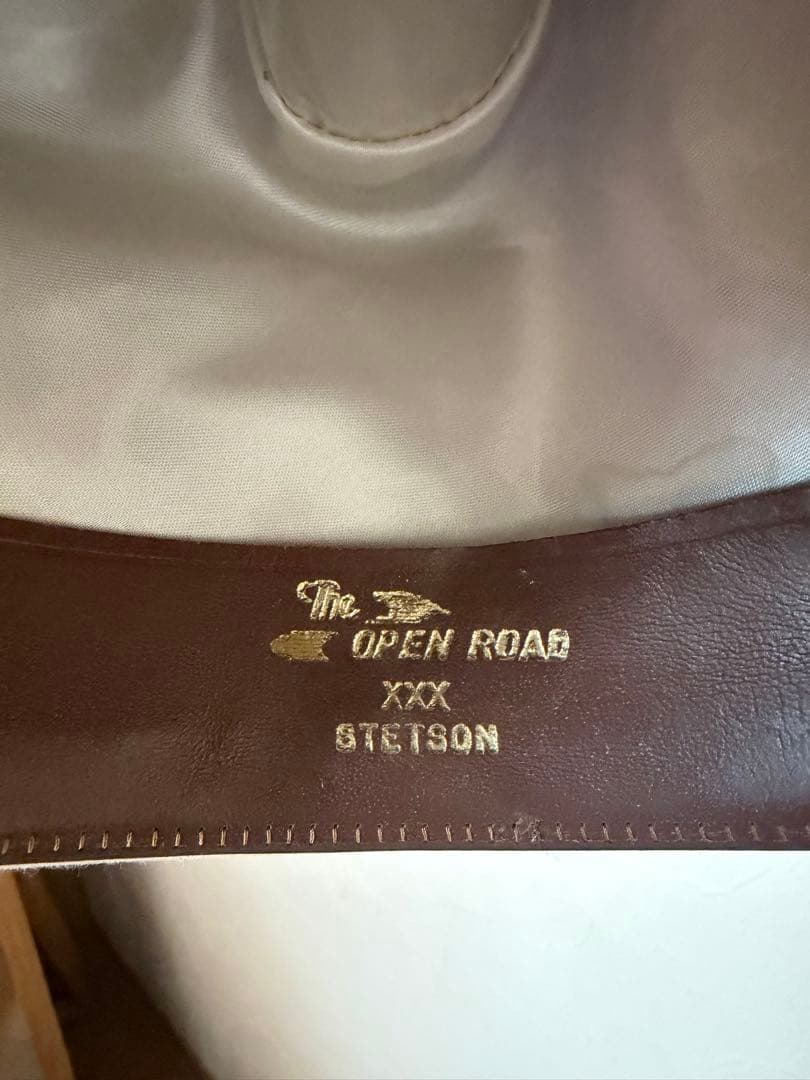 The
OPEN ROAD
XXX
STETSON